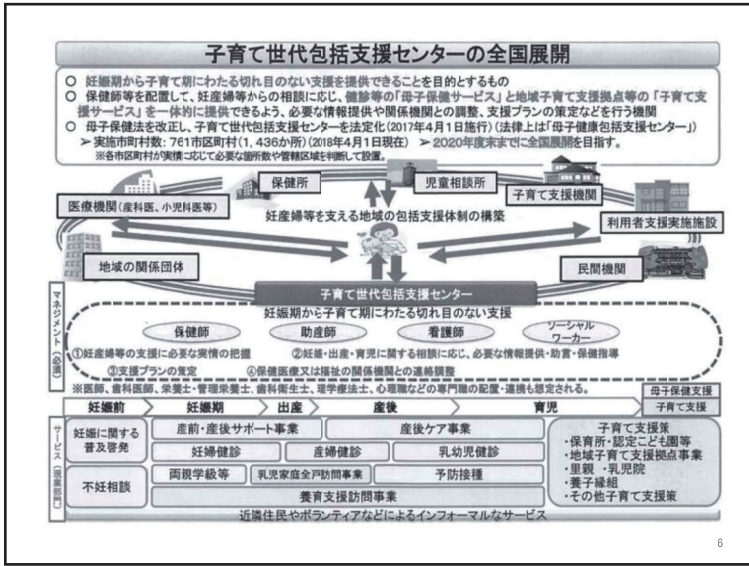 子育て世代包括支援センターの全国展開
○ 妊娠期から子育て期にわたる切れ目のない支援を提供できることを目的とするもの
○ 保健師等を配置して、妊産婦等からの相談に応じ、健診等の「母子保健サービス」と地域子育て支援拠点等の「子育て支
援サービス」を一体的に提供できるよう、必要な情報提供や関係機関との調整、支援プランの策定などを行う機関
○ 母子保健法を改正し、子育て世代包括支援センターを法定化(2017年4月1日施行)(法律上は「母子健康包括支援センター」)
➢ 実施市町村数: 761市区町村(1, 436か所) (2018年4月1日現在) ➢ 2020年度末までに全国展開を目指す。
※各市区町村が実情に応じて必要な箇所数や管轄区域を判断して設置。
保健所
児童相談所
子育て支援機関
医療機関(産科医、小児科医等)
妊産婦等を支える地域の包括支援体制の構築
利用者支援実施施設
地域の関係団体
民間機関
子育て世代包括支援センター
妊娠期から子育て期にわたる切れ目のない支援
マネジメント(必須)
保健師
助産師
看護師
ソーシャル
ワーカー
①妊産婦等の支援に必要な実情の把握
②妊娠・出産・育児に関する相談に応じ、必要な情報提供・助言・保健指導
③支援プランの策定
④保健医療又は福祉の関係機関との連絡調整
※医師、歯科医師、栄養士・管理栄養士、歯科衛生士、理学療法士、心理職などの専門職の配置・連携も想定される。
母子保健支援
子育て支援
妊娠前
妊娠期
出産
産後
育児
サービス(現業部門)
妊娠に関する
普及啓発
不妊相談
産前・産後サポート事業
産後ケア事業
妊婦健診
産婦健診
乳幼児健診
両親学級等
乳児家庭全戸訪問事業
予防接種
養育支援訪問事業
子育て支援策
・保育所・認定こども園等
・地域子育て支援拠点事業
・里親 ・乳児院
・養子縁組
・その他子育て支援策
近隣住民やボランティアなどによるインフォーマルなサービス
6